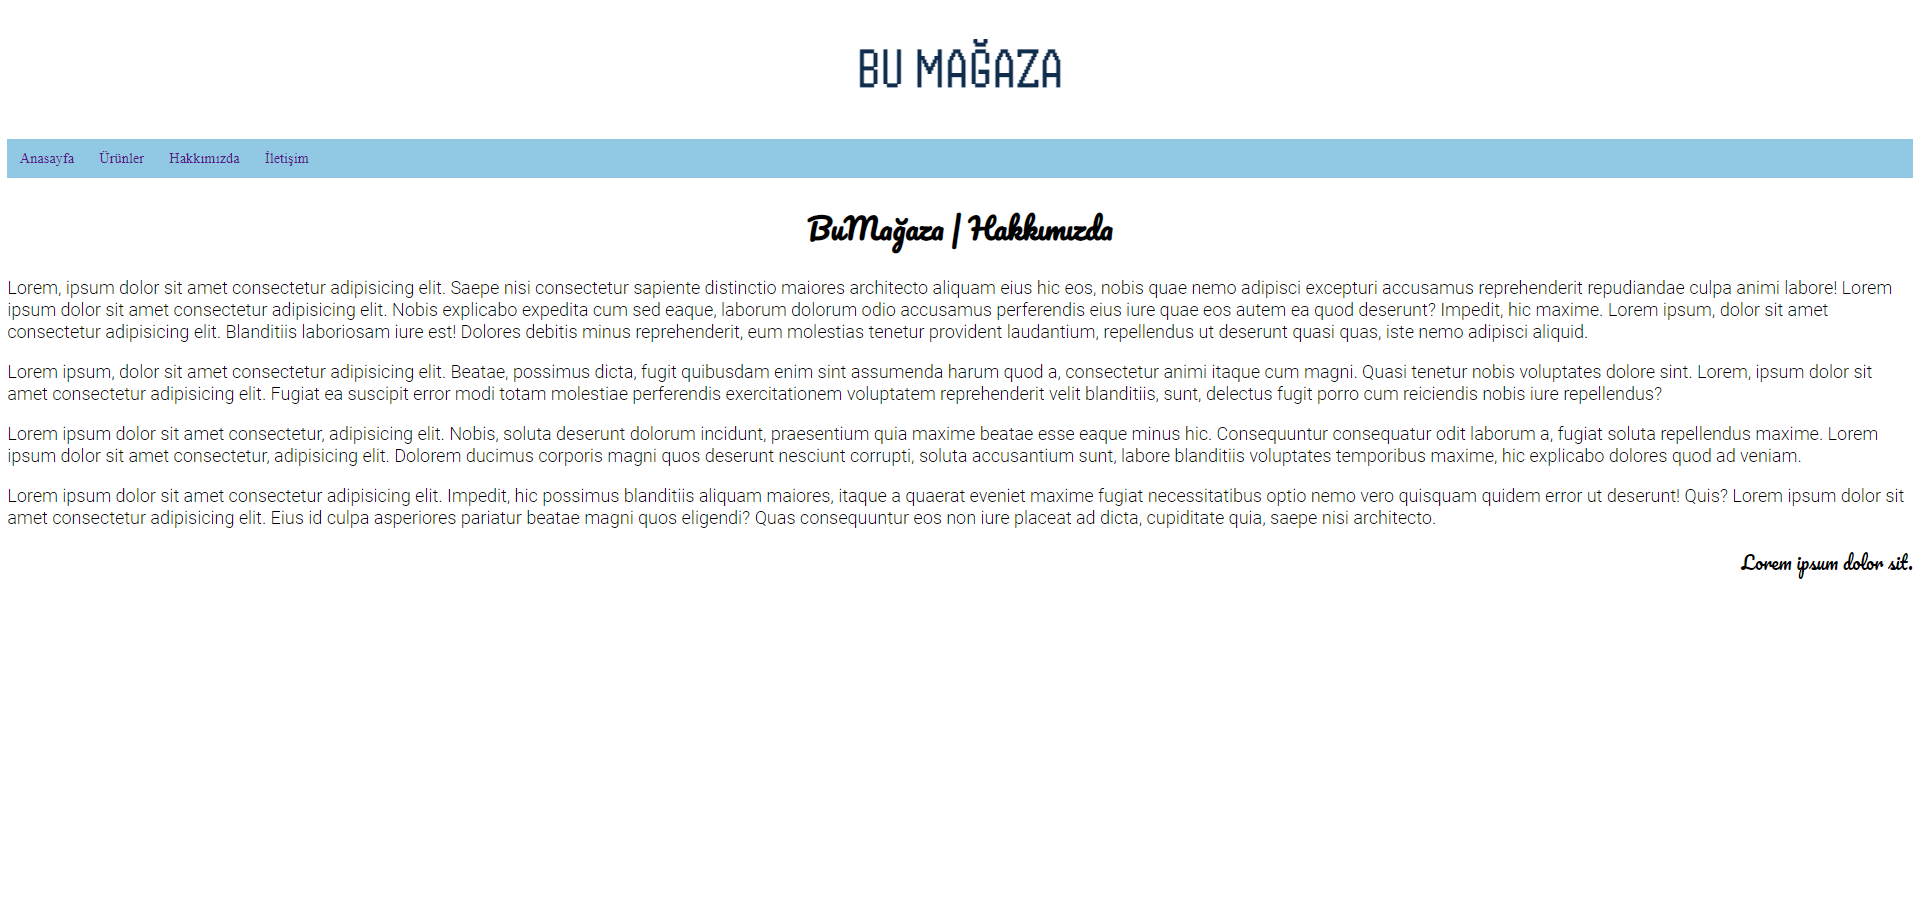 BU MAĞAZA
Anasayfa Ürünler Hakkımızda İletişim
BuMağaza | Hakkımızda
Lorem, ipsum dolor sit amet consectetur adipisicing elit. Saepe nisi consectetur sapiente distinctio maiores architecto aliquam eius hic eos, nobis quae nemo adipisci excepturi accusamus reprehenderit repudiandae culpa animi labore! Lorem
ipsum dolor sit amet consectetur adipisicing elit. Nobis explicabo expedita cum sed eaque, laborum dolorum odio accusamus perferendis eius iure quae eos autem ea quod deserunt? Impedit, hic maxime. Lorem ipsum, dolor sit amet
consectetur adipisicing elit. Blanditiis laboriosam iure est! Dolores debitis minus reprehenderit, eum molestias tenetur provident laudantium, repellendus ut deserunt quasi quas, iste nemo adipisci aliquid.
Lorem ipsum, dolor sit amet consectetur adipisicing elit. Beatae, possimus dicta, fugit quibusdam enim sint assumenda harum quod a, consectetur animi itaque cum magni. Quasi tenetur nobis voluptates dolore sint. Lorem, ipsum dolor sit
amet consectetur adipisicing elit. Fugiat ea suscipit error modi totam molestiae perferendis exercitationem voluptatem reprehenderit velit blanditiis, sunt, delectus fugit porro cum reiciendis nobis iure repellendus?
Lorem ipsum dolor sit amet consectetur, adipisicing elit. Nobis, soluta deserunt dolorum incidunt, praesentium quia maxime beatae esse eaque minus hic. Consequuntur consequatur odit laborum a, fugiat soluta repellendus maxime. Lorem
ipsum dolor sit amet consectetur, adipisicing elit. Dolorem ducimus corporis magni quos deserunt nesciunt corrupti, soluta accusantium sunt, labore blanditiis voluptates temporibus maxime, hic explicabo dolores quod ad veniam.
Lorem ipsum dolor sit amet consectetur adipisicing elit. Impedit, hic possimus blanditiis aliquam maiores, itaque a quaerat eveniet maxime fugiat necessitatibus optio nemo vero quisquam quidem error ut deserunt! Quis? Lorem ipsum dolor sit
amet consectetur adipisicing elit. Eius id culpa asperiores pariatur beatae magni quos eligendi? Quas consequuntur eos non iure placeat ad dicta, cupiditate quia, saepe nisi architecto.
Lorem ipsum dolor sit.